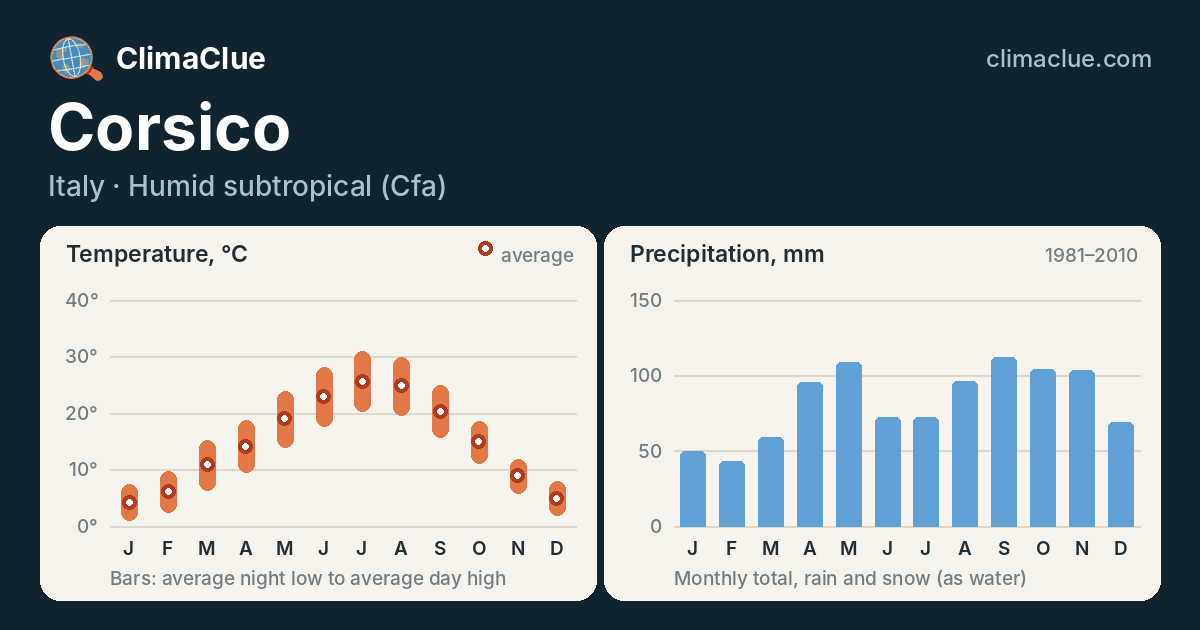 ClimaClue
climaclue.com
Corsico
Italy · Humid subtropical (Cfa)
Temperature, °C
average
40°
30°
20°
10°
0°
J F M A M J J A S O N D
Bars: average night low to average day high
Precipitation, mm
1981–2010
150
100
50
0
J F M A M J J A S O N D
Monthly total, rain and snow (as water)